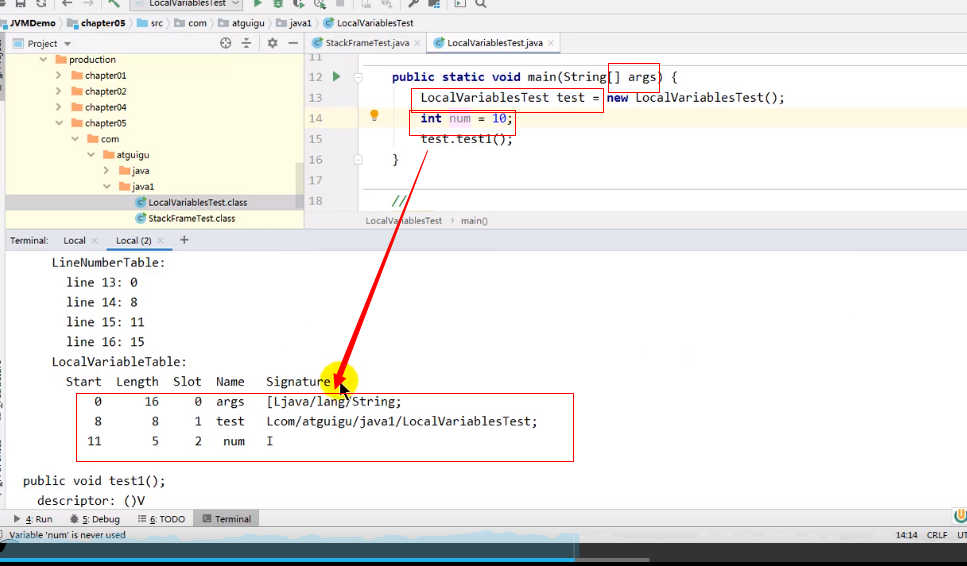 LocalVariablesTest
JVMDemo chapter05 src com atguigu java1 LocalVariablesTest
Project
StackFrameTest.java
LocalVariablesTest.java
production
chapter01
chapter02
chapter04
chapter05
com
atguigu
java
java1
LocalVariablesTest.class
StackFrameTest.class
11
12 public static void main(String[] args) {
13 LocalVariablesTest test = new LocalVariablesTest();
14 int num = 10;
15 test.test1();
16 }
17
18 //
LocalVariablesTest > main()
Terminal: Local Local (2) +
LineNumberTable:
line 13: 0
line 14: 8
line 15: 11
line 16: 15
LocalVariableTable:
Start Length Slot Name Signature
0 16 0 args [Ljava/lang/String;
8 8 1 test Lcom/atguigu/java1/LocalVariablesTest;
11 5 2 num I
public void test1();
descriptor: ()V
4: Run 5: Debug 6: TODO Terminal
Variable 'num' is never used
14:14 CRLF